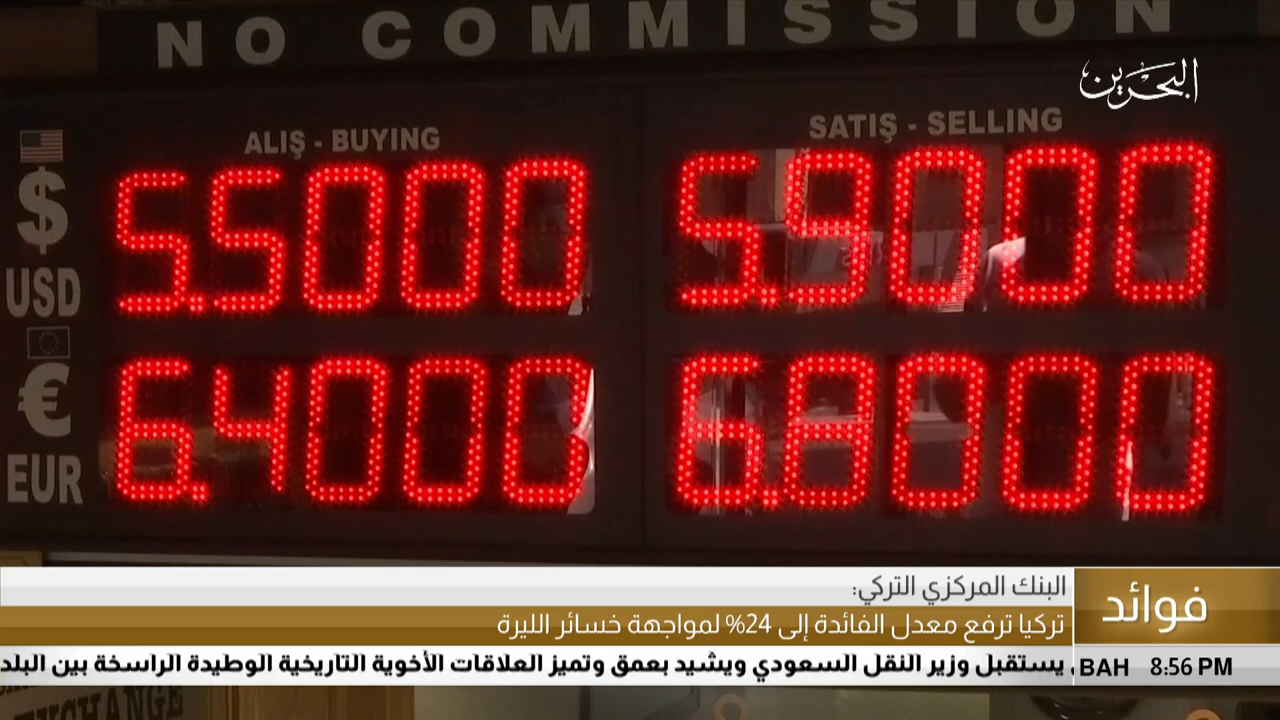 NO COMMISSION
البحرين
ALIŞ - BUYING
SATIŞ - SELLING
$ 5.5000 5.9000
USD
€ 6.4000 6.8000
EUR
البنك المركزي التركي:
فوائد
تركيا ترفع معدل الفائدة إلى 24% لمواجهة خسائر الليرة
يستقبل وزير النقل السعودي ويشيد بعمق وتميز العلاقات الأخوية التاريخية الوطيدة الراسخة بين البلد
BAH 8:56 PM
EXCHANGE